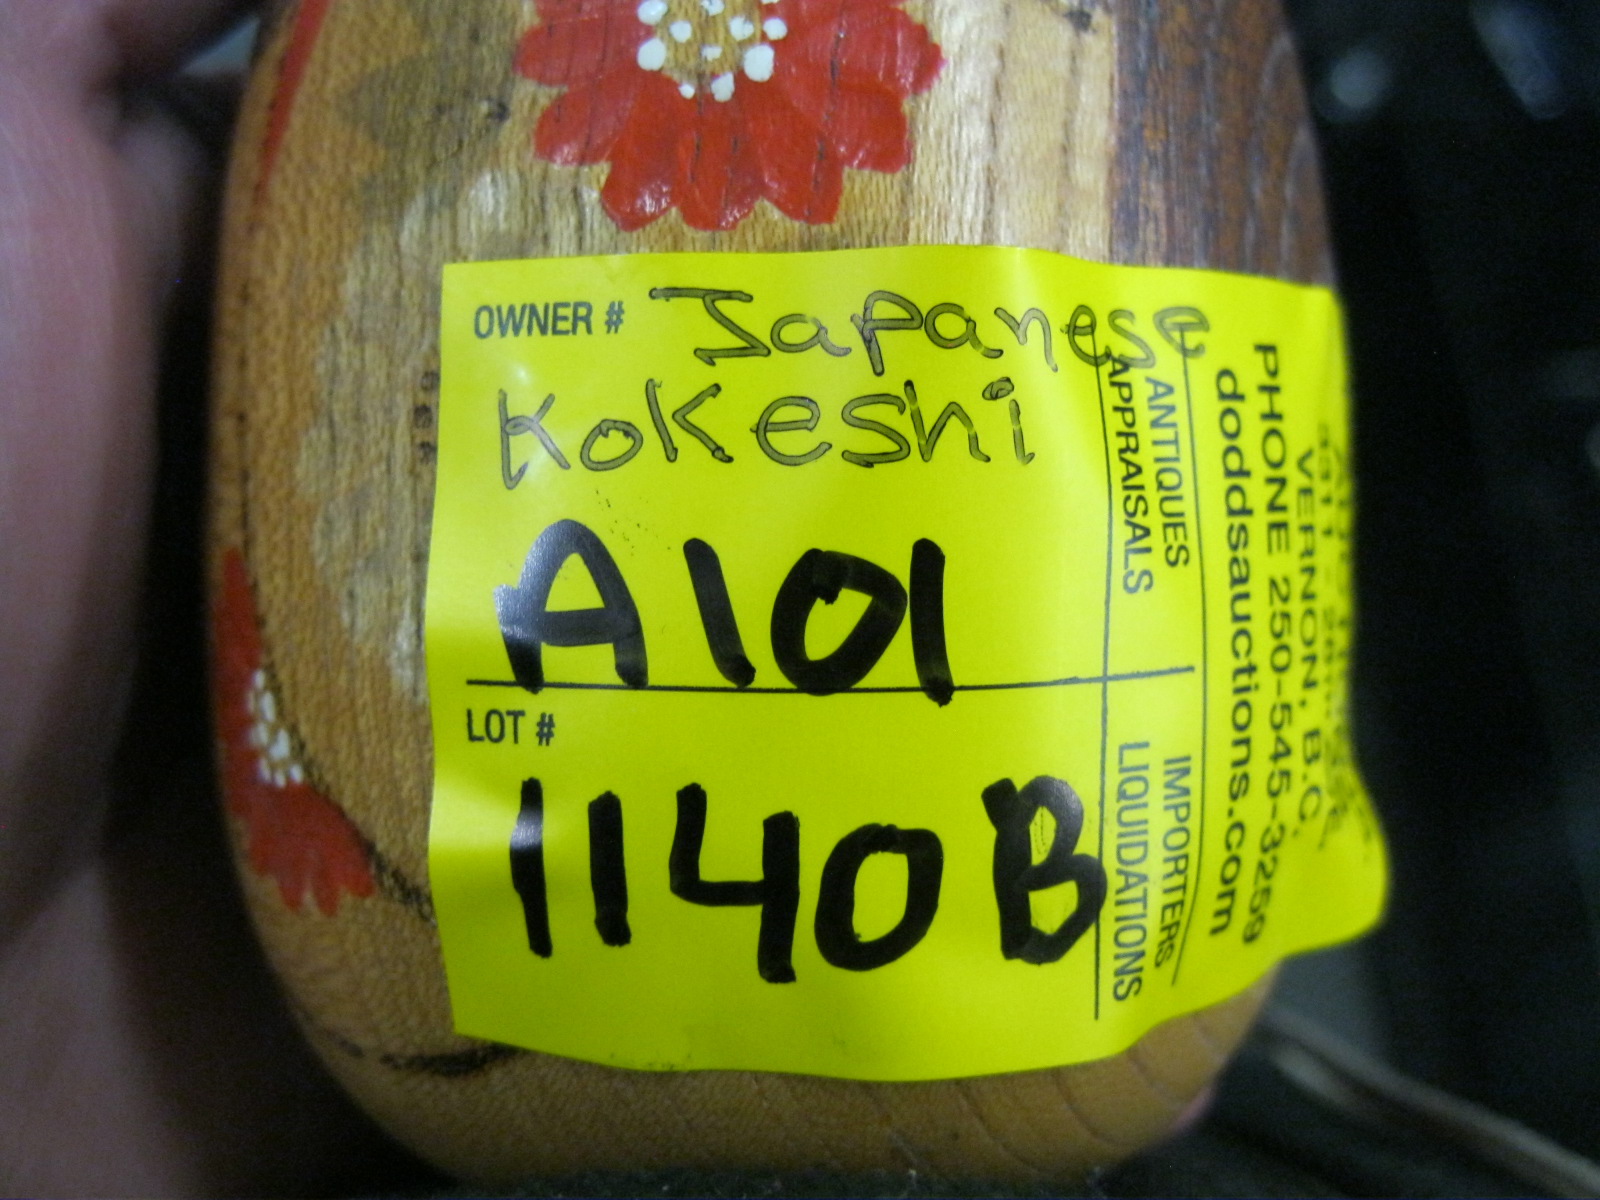 OWNER # Japanese
Kokeshi
A101
LOT #
1140B
ANTIQUES
APPRAISALS
IMPORTERS
LIQUIDATIONS
VERNON, B.C.
PHONE 250-545-3259
doddsauctions.com